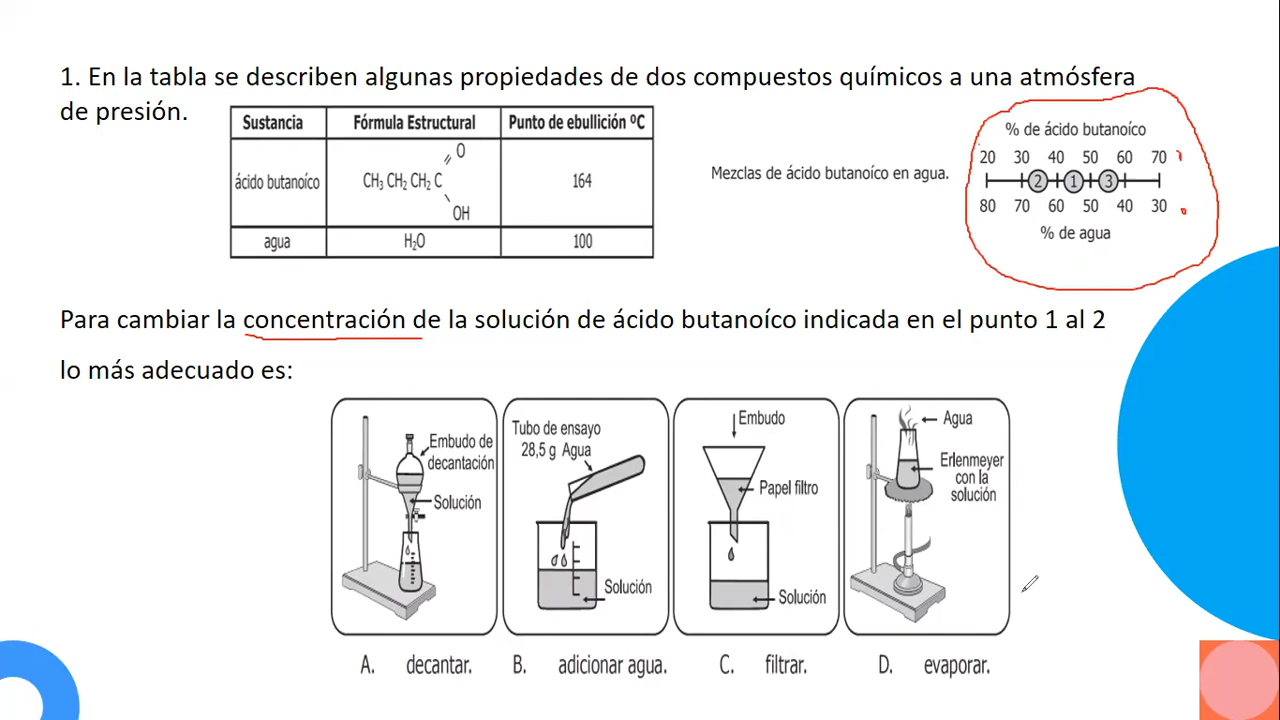 1. En la tabla se describen algunas propiedades de dos compuestos químicos a una atmósfera
de presión.
Sustancia Fórmula Estructural Punto de ebullición ºC
ácido butanoíco CH3 CH2 CH2 C O OH 164
agua H2O 100
Mezclas de ácido butanoíco en agua.
% de ácido butanoíco
20 30 40 50 60 70
2 1 3
80 70 60 50 40 30
% de agua
Para cambiar la concentración de la solución de ácido butanoíco indicada en el punto 1 al 2
lo más adecuado es:
Embudo de
decantación
Solución
Tubo de ensayo
28,5 g Agua
Solución
Embudo
Papel filtro
Solución
Agua
Erlenmeyer
con la
solución
A. decantar. B. adicionar agua. C. filtrar. D. evaporar.